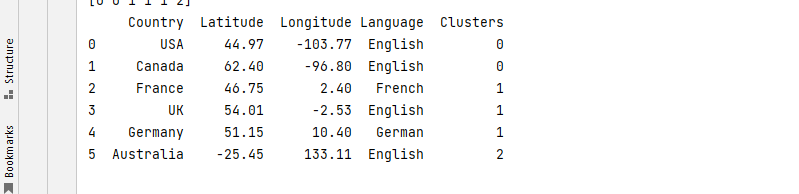 [0 0 1 1 1 2]
Country Latitude Longitude Language Clusters
0 USA 44.97 -103.77 English 0
1 Canada 62.40 -96.80 English 0
2 France 46.75 2.40 French 1
3 UK 54.01 -2.53 English 1
4 Germany 51.15 10.40 German 1
5 Australia -25.45 133.11 English 2
Structure
Bookmarks